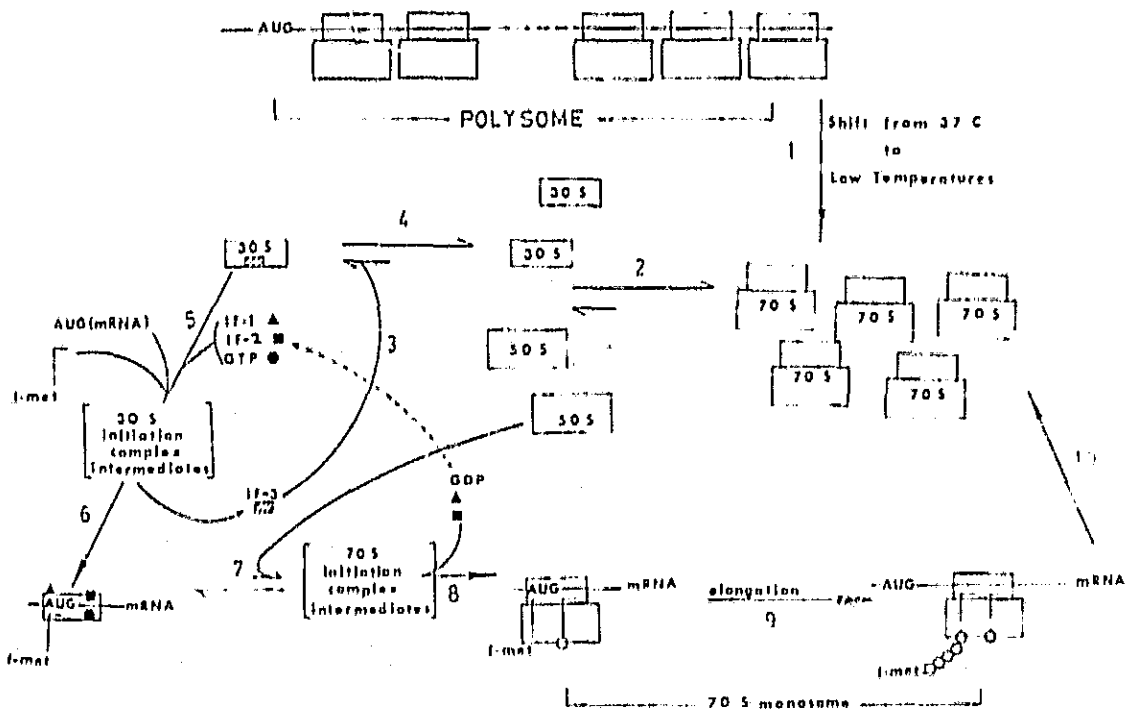 AUG
POLYSOME
1
Shift from 37 C
to
Low Temperatures
30 S
4
30 S
30 S
2
70 S
70 S
70 S
70 S
70 S
5
IF-1
AUG(mRNA)
IF-2
GTP
3
50 S
f-met
30 S
Initiation
complex
Intermediates
50 S
GDP
IF-3
6
10
7
70 S
Initiation
complex
Intermediates
8
AUG
mRNA
AUG
mRNA
elongation
9
AUG
mRNA
f-met
f-met
f-met
70 S monosome